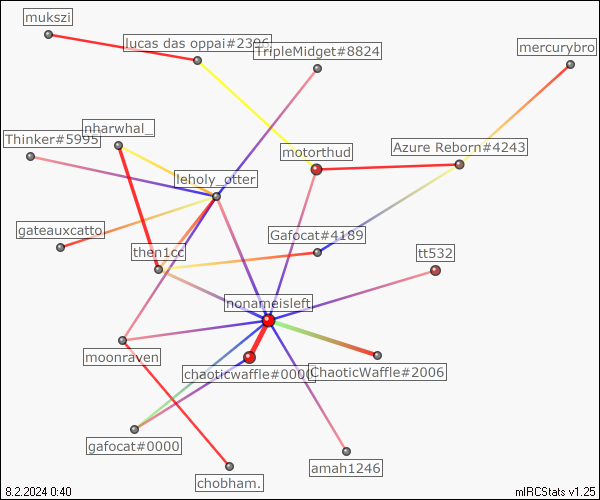 mukszi
lucas das oppai#2306
TripleMidget#8824
mercurybro
nharwhal_
Thinker#5995
motorthud
Azure Reborn#4243
leholy_otter
gateauxcatto
Gafocat#4189
then1cc
tt532
nonameisleft
moonraven
chaoticwaffle#0000
ChaoticWaffle#2006
gafocat#0000
amah1246
chobham.
8.2.2024 0:40
mIRCStats v1.25